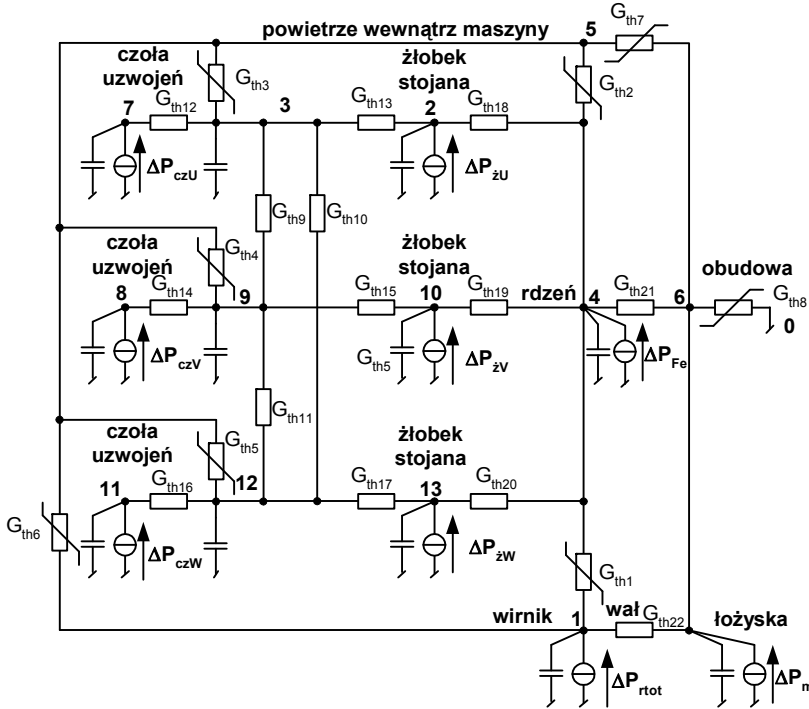 powietrze wewnątrz maszyny 5
G_th7
czoła
uzwojeń
żłobek
stojana
G_th3
G_th2
7
G_th12
3
G_th13
2
G_th18
ΔP_czU
ΔP_żU
G_th9
G_th10
czoła
uzwojeń
G_th4
żłobek
stojana
8
G_th14
9
G_th15
10
G_th19
rdzeń
4
G_th21
6
obudowa
G_th8
0
ΔP_czV
G_th5
ΔP_żV
ΔP_Fe
G_th11
czoła
uzwojeń
G_th5
żłobek
stojana
11
G_th16
12
G_th17
13
G_th20
G_th6
ΔP_czW
ΔP_żW
G_th1
wirnik
1
wał
G_th22
łożyska
ΔP_rtot
ΔP_m